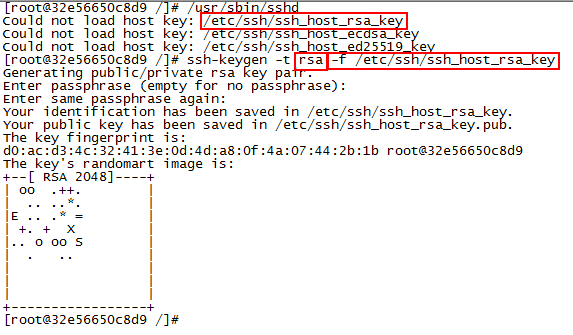 [root@32e56650c8d9 /]# /usr/sbin/sshd
Could not load host key: /etc/ssh/ssh_host_rsa_key
Could not load host key: /etc/ssh/ssh_host_ecdsa_key
Could not load host key: /etc/ssh/ssh_host_ed25519_key
[root@32e56650c8d9 /]# ssh-keygen -t rsa -f /etc/ssh/ssh_host_rsa_key
Generating public/private rsa key pair.
Enter passphrase (empty for no passphrase):
Enter same passphrase again:
Your identification has been saved in /etc/ssh/ssh_host_rsa_key.
Your public key has been saved in /etc/ssh/ssh_host_rsa_key.pub.
The key fingerprint is:
d0:ac:d3:4c:32:41:3e:0d:4d:a8:0f:4a:07:44:2b:1b root@32e56650c8d9
The key's randomart image is:
+--[ RSA 2048]----+
| oo  .++.        |
|  .. ..*.        |
|E .. .* =        |
| +. +  X         |
|.. o oo S        |
|  .   ..         |
|                 |
|                 |
|                 |
+-----------------+
[root@32e56650c8d9 /]#